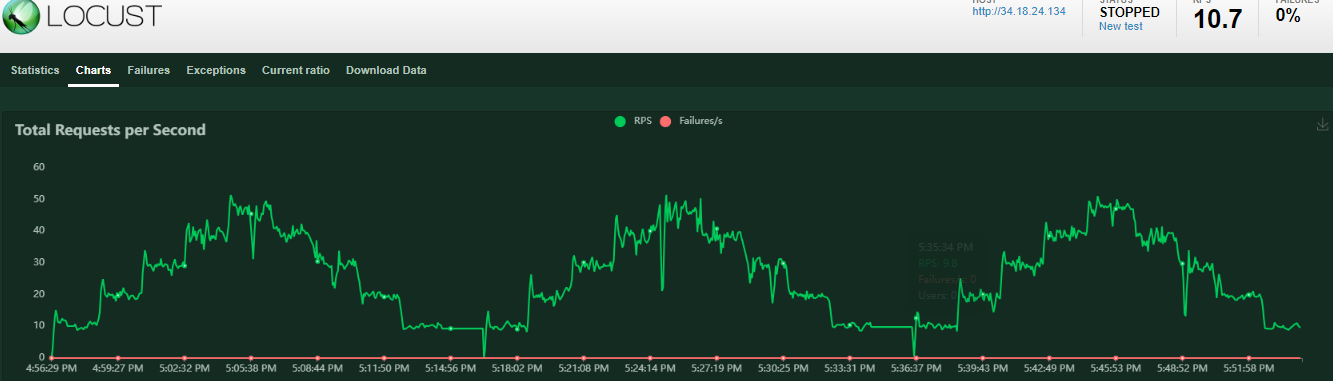 LOCUST
HOST
http://34.18.24.134
STATUS
STOPPED
New test
RPS
10.7
FAILURES
0%
Statistics Charts Failures Exceptions Current ratio Download Data
Total Requests per Second
RPS Failures/s
60
50
40
30
20
10
0
5:35:34 PM
RPS: 9.8
Failures/s: 0
Users: 0
4:56:29 PM 4:59:27 PM 5:02:32 PM 5:05:38 PM 5:08:44 PM 5:11:50 PM 5:14:56 PM 5:18:02 PM 5:21:08 PM 5:24:14 PM 5:27:19 PM 5:30:25 PM 5:33:31 PM 5:36:37 PM 5:39:43 PM 5:42:49 PM 5:45:53 PM 5:48:52 PM 5:51:58 PM